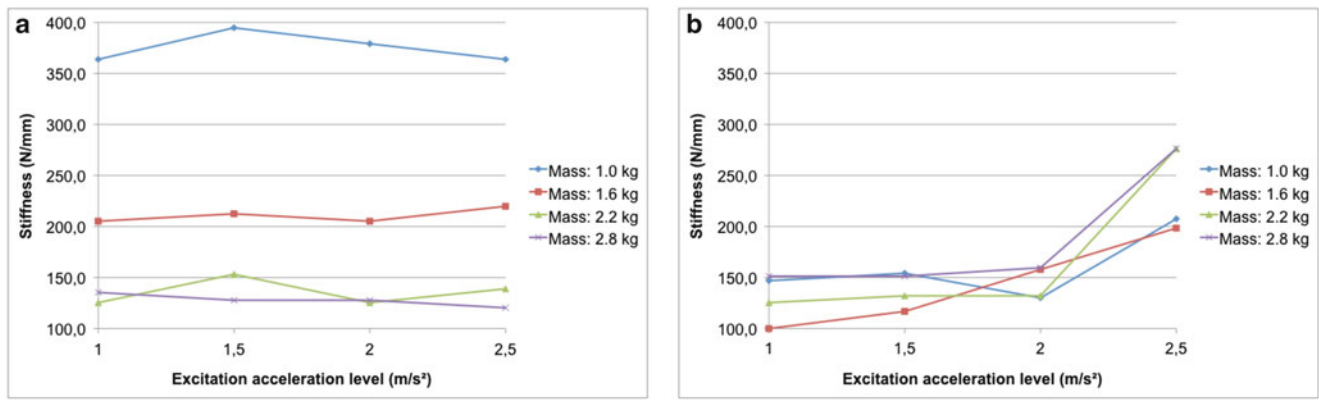 a
400,0
350,0
300,0
250,0
200,0
150,0
100,0
Stiffness (N/mm)
1 1,5 2 2,5
Excitation acceleration level (m/s²)
Mass: 1.0 kg
Mass: 1.6 kg
Mass: 2.2 kg
Mass: 2.8 kg
b
400,0
350,0
300,0
250,0
200,0
150,0
100,0
Stiffness (N/mm)
1 1,5 2 2,5
Excitation acceleration level (m/s²)
Mass: 1.0 kg
Mass: 1.6 kg
Mass: 2.2 kg
Mass: 2.8 kg